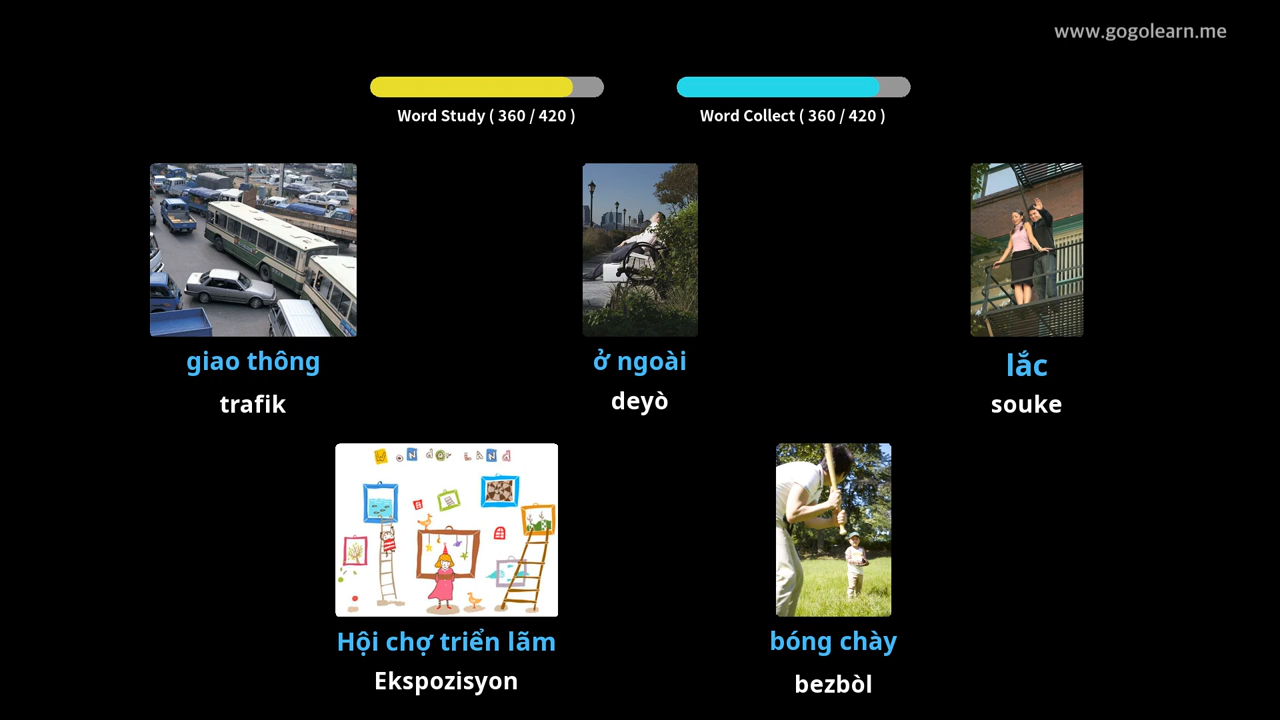 www.gogolearn.me
Word Study ( 360 / 420 )
Word Collect ( 360 / 420 )
giao thông
trafik
ở ngoài
deyò
lắc
souke
Hội chợ triển lãm
Ekspozisyon
bóng chày
bezbòl